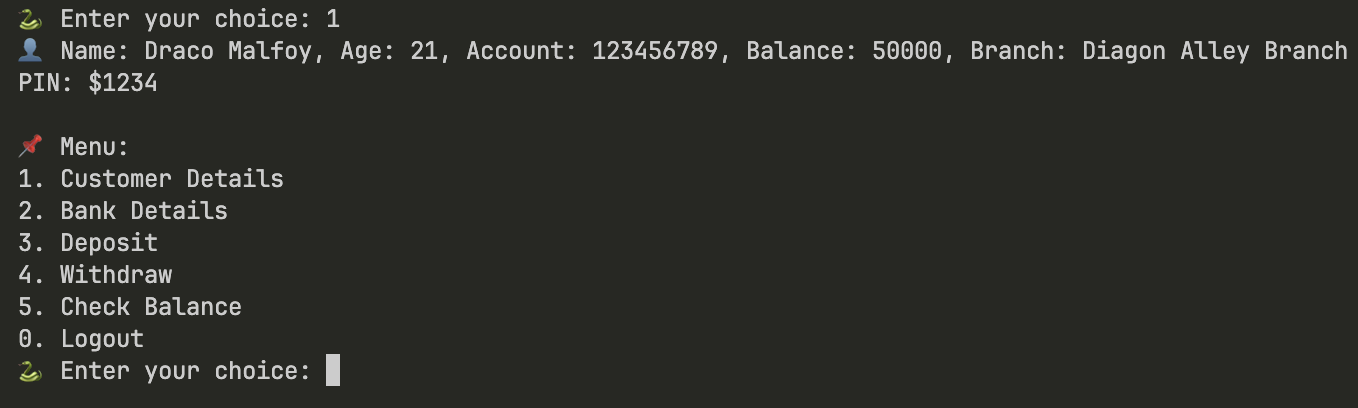 🐍 Enter your choice: 1
👤 Name: Draco Malfoy, Age: 21, Account: 123456789, Balance: 50000, Branch: Diagon Alley Branch
PIN: $1234
📌 Menu:
1. Customer Details
2. Bank Details
3. Deposit
4. Withdraw
5. Check Balance
0. Logout
🐍 Enter your choice: